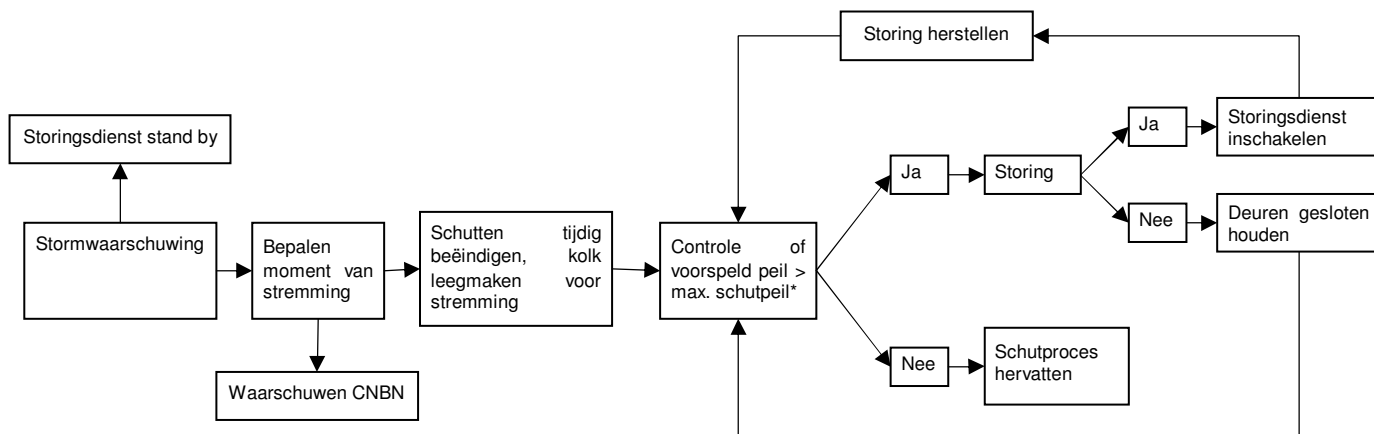 Storing herstellen
Storingsdienst stand by
Ja
Storingsdienst
inschakelen
Ja
Storing
Nee
Deuren gesloten
houden
Stormwaarschuwing
Bepalen
moment van
stremming
Schutten tijdig
beëindigen, kolk
leegmaken voor
stremming
Controle of
voorspeld peil >
max. schutpeil*
Nee
Schutproces
hervatten
Waarschuwen CNBN